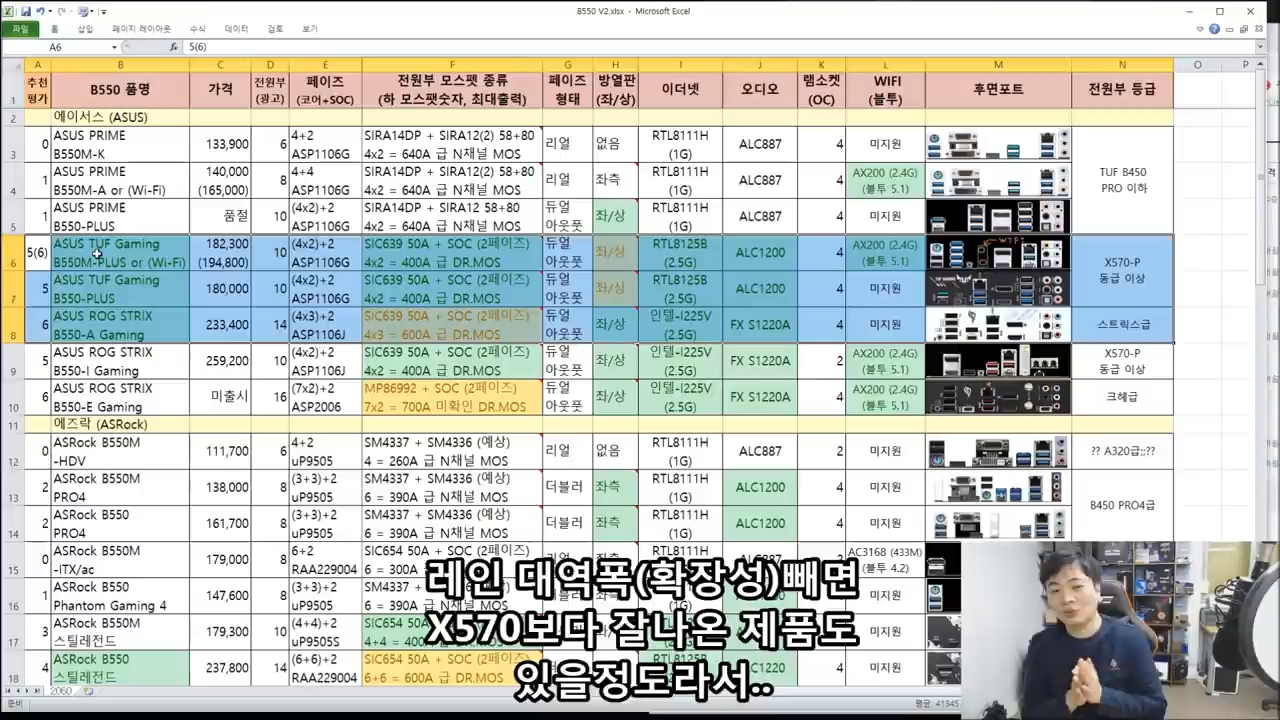 B550 V2.xlsx - Microsoft Excel
파일 홈 삽입 페이지 레이아웃 수식 데이터 검토 보기
A6 fx 5(6)
A B C D E F G H I J K L M N O P
1 추천 평가 B550 품명 가격 전원부 (광고) 페이즈 (코어+SOC) 전원부 모스펫 종류 (하 모스팻숫자, 최대출력) 페이즈 형태 방열판 (좌/상) 이더넷 오디오 램소켓 (OC) WIFI (블투) 후면포트 전원부 등급
2 에이서스 (ASUS)
3 0 ASUS PRIME B550M-K 133,900 6 4+2 ASP1106G SIRA14DP + SIRA12(2) 58+80 4x2 = 640A 급 N채널 MOS 리얼 없음 RTL8111H (1G) ALC887 4 미지원
4 1 ASUS PRIME B550M-A or (Wi-Fi) 140,000 (165,000) 8 4+4 ASP1106G SIRA14DP + SIRA12(2) 58+80 4x2 = 640A 급 N채널 MOS 리얼 좌측 RTL8111H (1G) ALC887 4 AX200 (2.4G) (블투 5.1) TUF B450 PRO 이하
5 1 ASUS PRIME B550-PLUS 품절 10 (4x2)+2 ASP1106G SIRA14DP + SIRA12 58+80 4x2 = 640A 급 N채널 MOS 듀얼 아웃풋 좌/상 RTL8111H (1G) ALC887 4 미지원
6 5(6) ASUS TUF Gaming B550M-PLUS or (Wi-Fi) 182,300 (194,800) 10 (4x2)+2 ASP1106G SIC639 50A + SOC (2페이즈) 4x2 = 400A 급 DR.MOS 듀얼 아웃풋 좌/상 RTL8125B (2.5G) ALC1200 4 AX200 (2.4G) (블투 5.1) X570-P 동급 이상
7 5 ASUS TUF Gaming B550-PLUS 180,000 10 (4x2)+2 ASP1106G SIC639 50A + SOC (2페이즈) 4x2 = 400A 급 DR.MOS 듀얼 아웃풋 좌/상 RTL8125B (2.5G) ALC1200 4 미지원
8 6 ASUS ROG STRIX B550-A Gaming 233,400 14 (4x3)+2 ASP1106J SIC639 50A + SOC (2페이즈) 4x3 = 600A 급 DR.MOS 듀얼 아웃풋 좌/상 인텔-I225V (2.5G) FX S1220A 4 미지원 스트릭스급
9 5 ASUS ROG STRIX B550-I Gaming 259,200 10 (4x2)+2 ASP1106J SIC639 50A + SOC (2페이즈) 4x2 = 400A 급 DR.MOS 듀얼 아웃풋 좌/상 인텔-I225V (2.5G) FX S1220A 2 AX200 (2.4G) (블투 5.1) X570-P 동급 이상
10 6 ASUS ROG STRIX B550-E Gaming 미출시 16 (7x2)+2 ASP2006 MP86992 + SOC (2페이즈) 7x2 = 700A 미확인 DR.MOS 듀얼 아웃풋 좌/상 인텔-I225V (2.5G) FX S1220A 4 AX200 (2.4G) (블투 5.1) 크헤급
11 에즈락 (ASRock)
12 0 ASRock B550M -HDV 111,700 6 4+2 uP9505 SM4337 + SM4336 (예상) 4 = 260A 급 N채널 MOS 리얼 없음 RTL8111H (1G) ALC887 2 미지원 ?? A320급;;??
13 2 ASRock B550M PRO4 138,000 8 (3+3)+2 uP9505 SM4337 + SM4336 (예상) 6 = 390A 급 N채널 MOS 더블러 좌측 RTL8111H (1G) ALC1200 4 미지원 B450 PRO4급
14 2 ASRock B550 PRO4 161,700 8 (3+3)+2 uP9505 SM4337 + SM4336 (예상) 6 = 390A 급 N채널 MOS 더블러 좌측 RTL8111H (1G) ALC1200 4 미지원
15 0 ASRock B550M -ITX/ac 179,000 8 6+2 RAA229004 SIC654 50A + SOC (2페이즈) AC3168 (433M) (블투 4.2)
16 1 ASRock B550M Phantom Gaming 4 147,600 8 (3+3)+2 uP9505 미지원
17 3 ASRock B550M 스틸레전드 179,300 10 (4+4)+2 uP9505S 미지원
18 4 ASRock B550 스틸레전드 237,800 14 (6+6)+2 RAA229004 SIC654 50A + SOC (2페이즈) 6+6 = 600A 급 DR.MOS 4 미지원
레인 대역폭(확장성)빼면
X570보다 잘나온 제품도
있을정도라서..
2060
준비